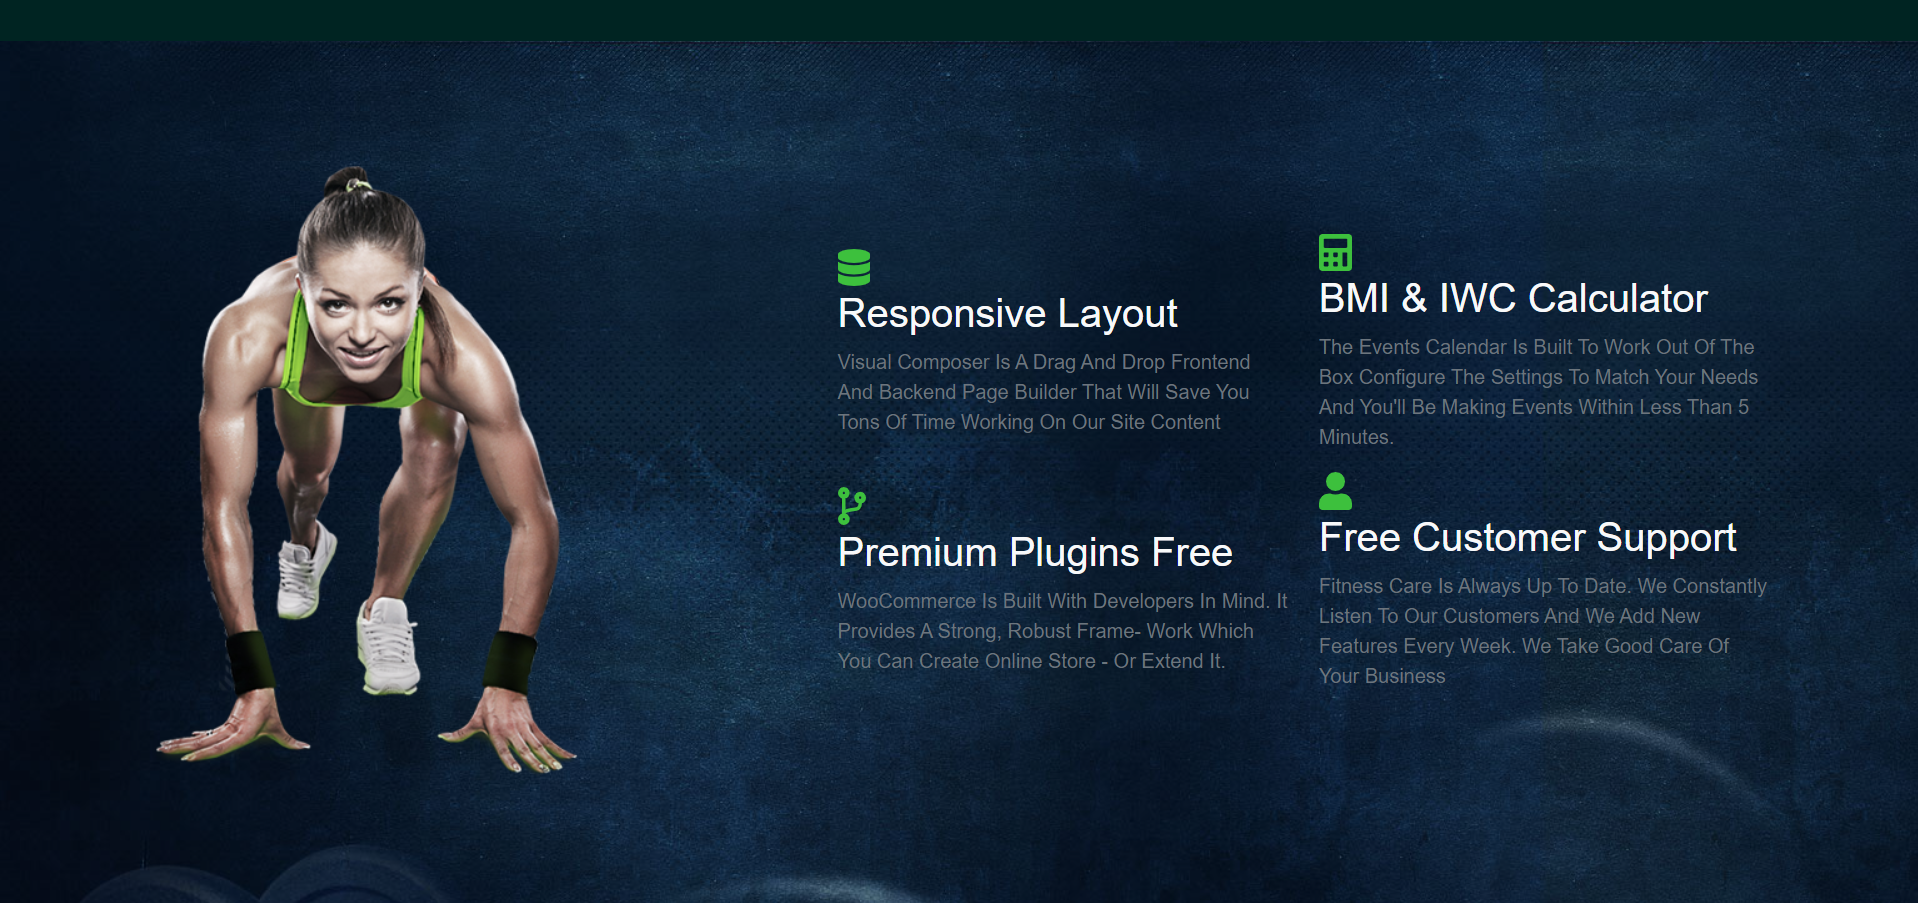 Responsive Layout
Visual Composer Is A Drag And Drop Frontend
And Backend Page Builder That Will Save You
Tons Of Time Working On Our Site Content
BMI & IWC Calculator
The Events Calendar Is Built To Work Out Of The
Box Configure The Settings To Match Your Needs
And You'll Be Making Events Within Less Than 5
Minutes.
Premium Plugins Free
WooCommerce Is Built With Developers In Mind. It
Provides A Strong, Robust Frame- Work Which
You Can Create Online Store - Or Extend It.
Free Customer Support
Fitness Care Is Always Up To Date. We Constantly
Listen To Our Customers And We Add New
Features Every Week. We Take Good Care Of
Your Business